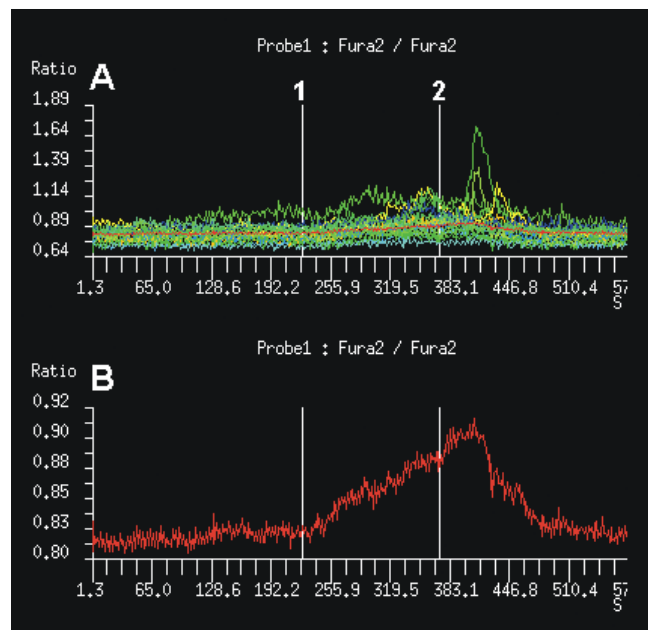 Probe1 : Fura2 / Fura2
Ratio A
1 2
1.89
1.64
1.39
1.14
0.89
0.64
1.3 65.0 128.6 192.2 255.9 319.5 383.1 446.8 510.4 57
S
Probe1 : Fura2 / Fura2
Ratio B
0.92
0.90
0.88
0.85
0.83
0.80
1.3 65.0 128.6 192.2 255.9 319.5 383.1 446.8 510.4 57
S